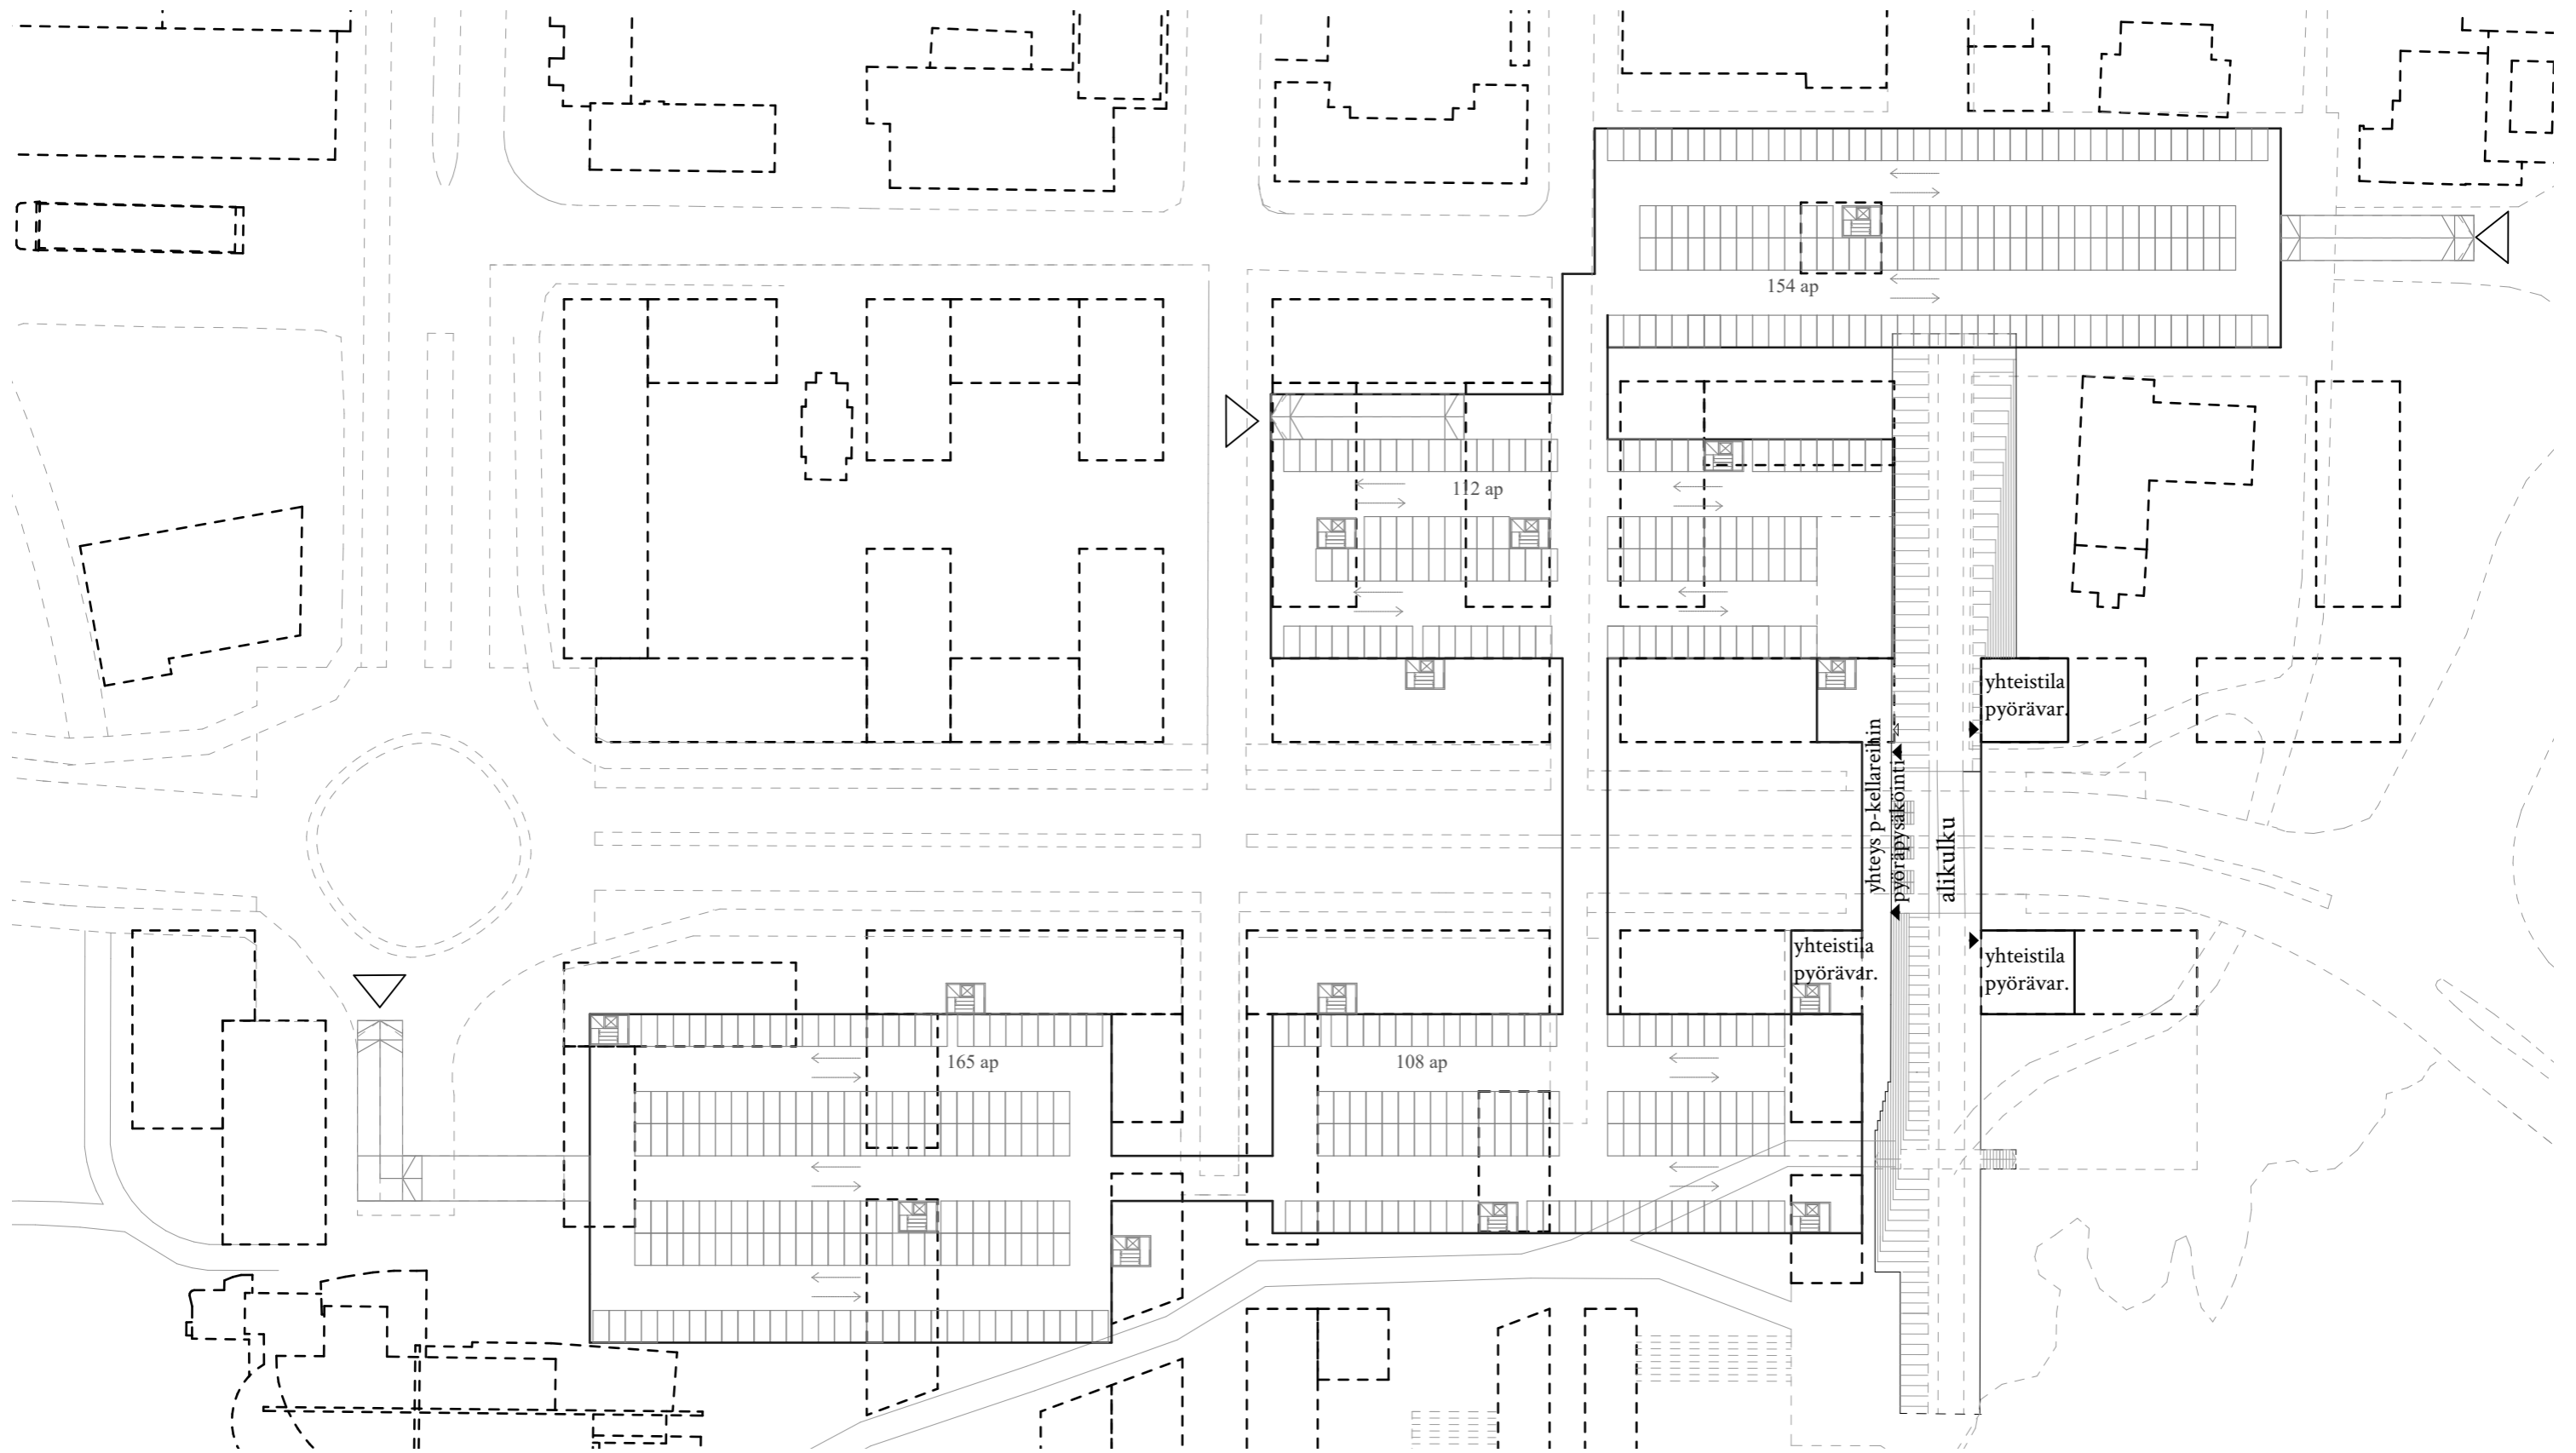 154 ap
112 ap
yhteistila
pyörävar.
yhteys p-kellareihin
pyöräpysäköinti
alikulku
yhteistila
pyörävar.
yhteistila
pyörävar.
165 ap
108 ap